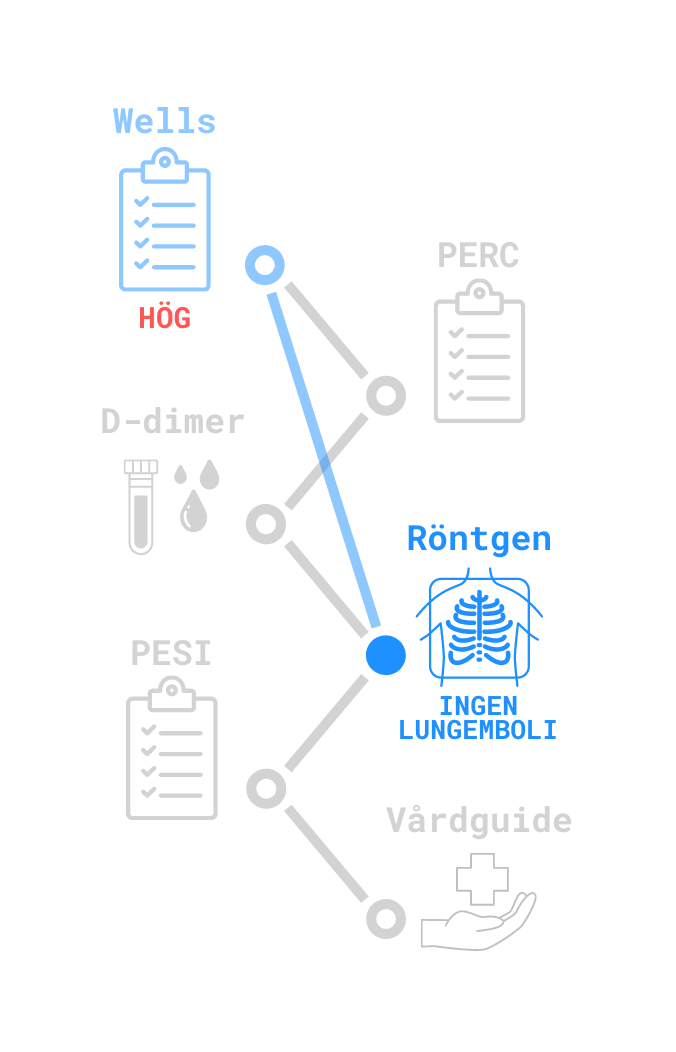 Wells
HÖG
PERC
D-dimer
Röntgen
INGEN
LUNGEMBOLI
PESI
Vårdguide